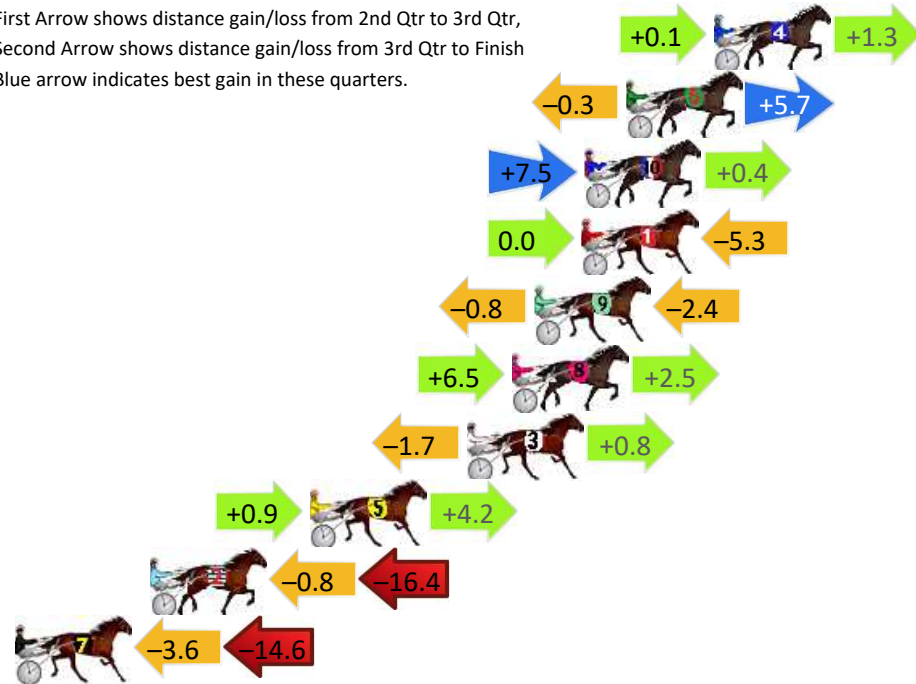 First Arrow shows distance gain/loss from 2nd Qtr to 3rd Qtr,
Second Arrow shows distance gain/loss from 3rd Qtr to Finish
Blue arrow indicates best gain in these quarters.
+0.1 4 +1.3
–0.3 6 +5.7
+7.5 10 +0.4
0.0 1 –5.3
–0.8 9 –2.4
+6.5 8 +2.5
–1.7 3 +0.8
+0.9 5 +4.2
–0.8 –16.4
7 –3.6 –14.6